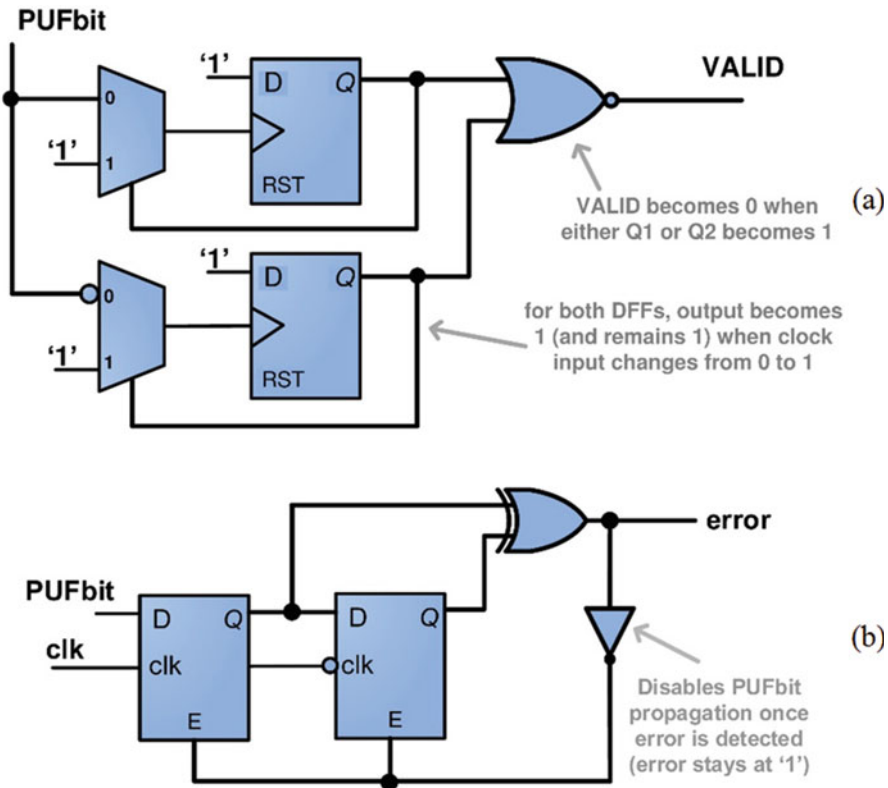 PUFbit
‘1’
D Q
VALID
0
‘1’
1
RST
VALID becomes 0 when
either Q1 or Q2 becomes 1
(a)
‘1’
D Q
0
for both DFFs, output becomes
1 (and remains 1) when clock
input changes from 0 to 1
‘1’
1
RST
error
PUFbit
D Q
D Q
clk
clk
clk
E
E
Disables PUFbit
propagation once
error is detected
(error stays at ‘1’)
(b)